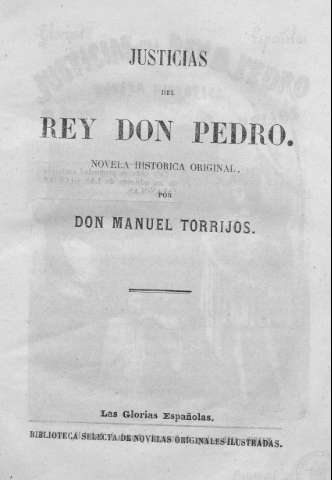 JUSTICIAS
DEL
REY DON PEDRO.
NOVELA HISTORICA ORIGINAL,
POR
DON MANUEL TORRIJOS.
Las Glorias Españolas.
BIBLIOTECA SELECTA DE NOVELAS ORIGINALES ILUSTRADAS.